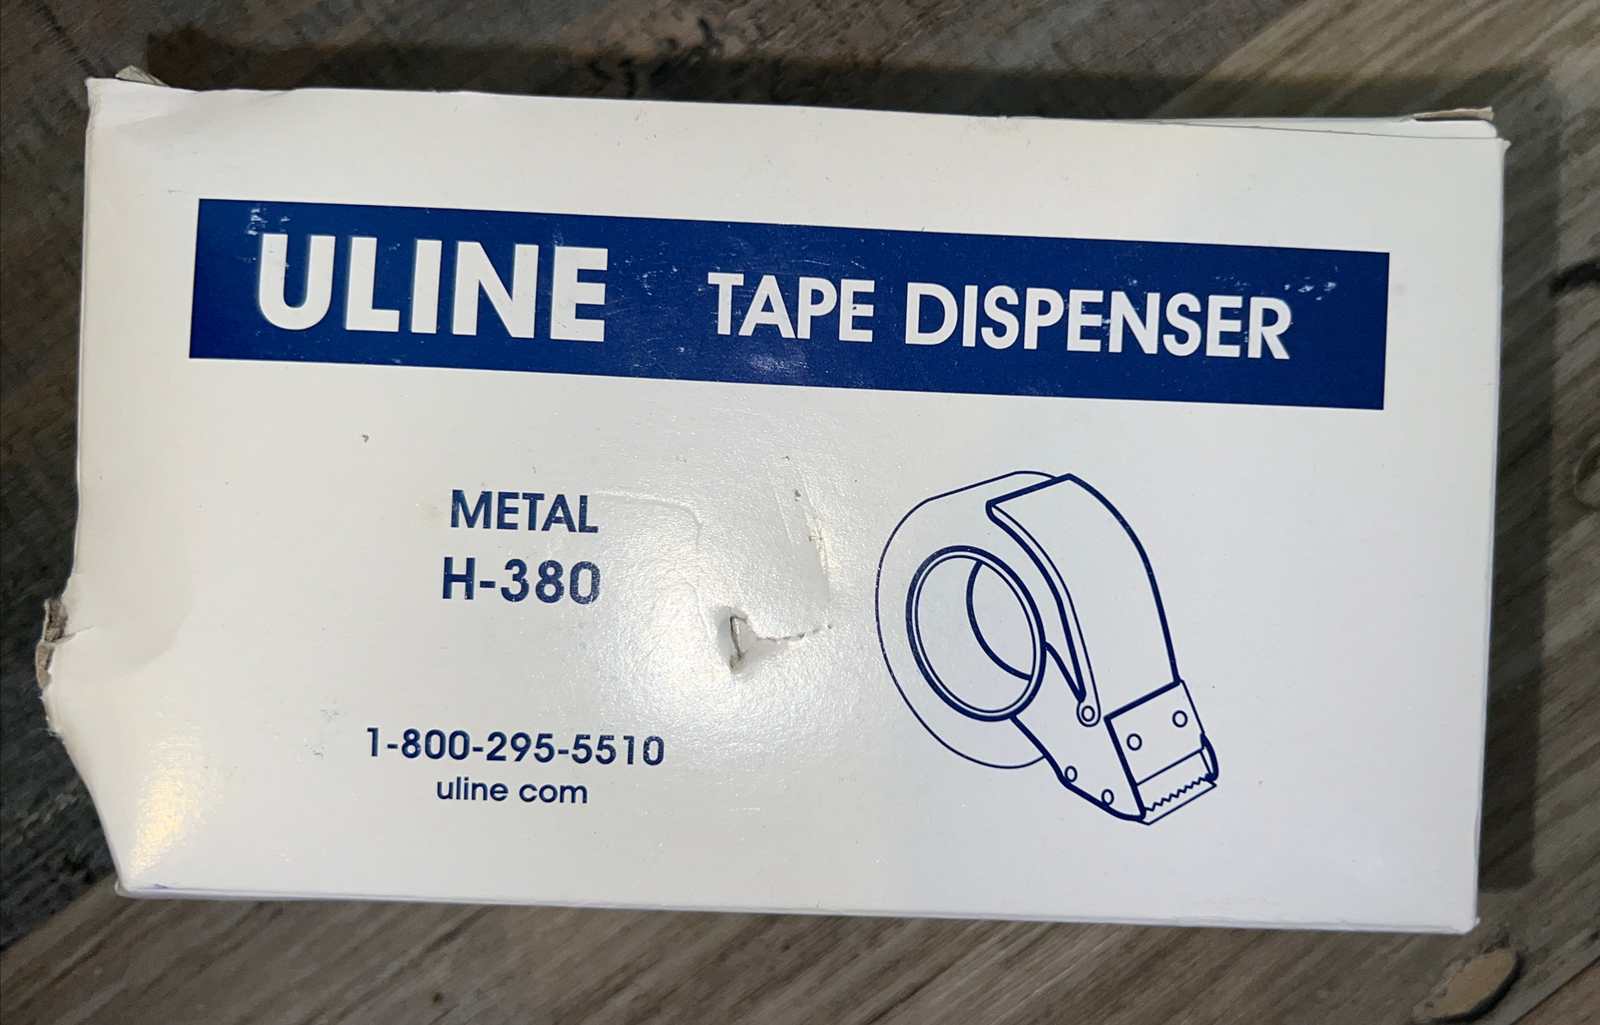 ULINE TAPE DISPENSER
METAL
H-380
1-800-295-5510
uline com